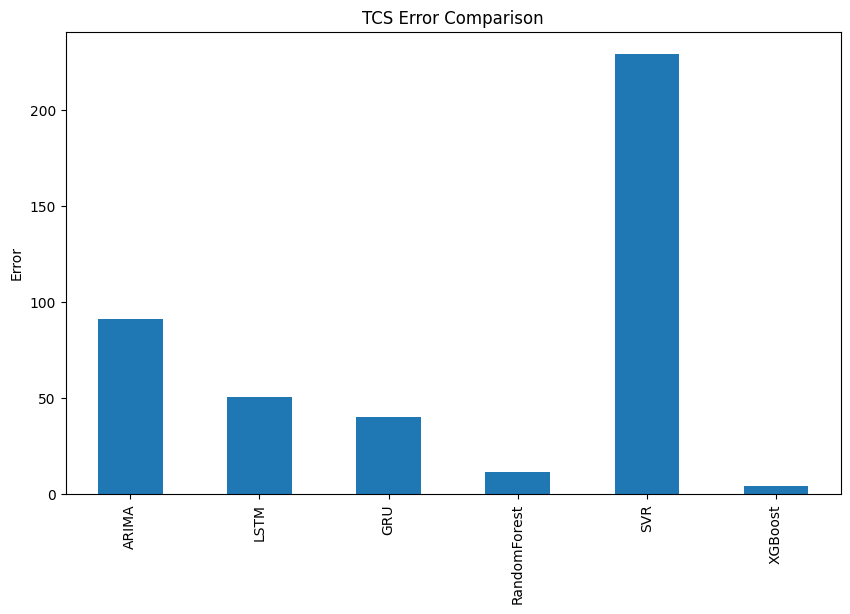 TCS Error Comparison
Error
200
150
100
50
0
ARIMA
LSTM
GRU
RandomForest
SVR
XGBoost